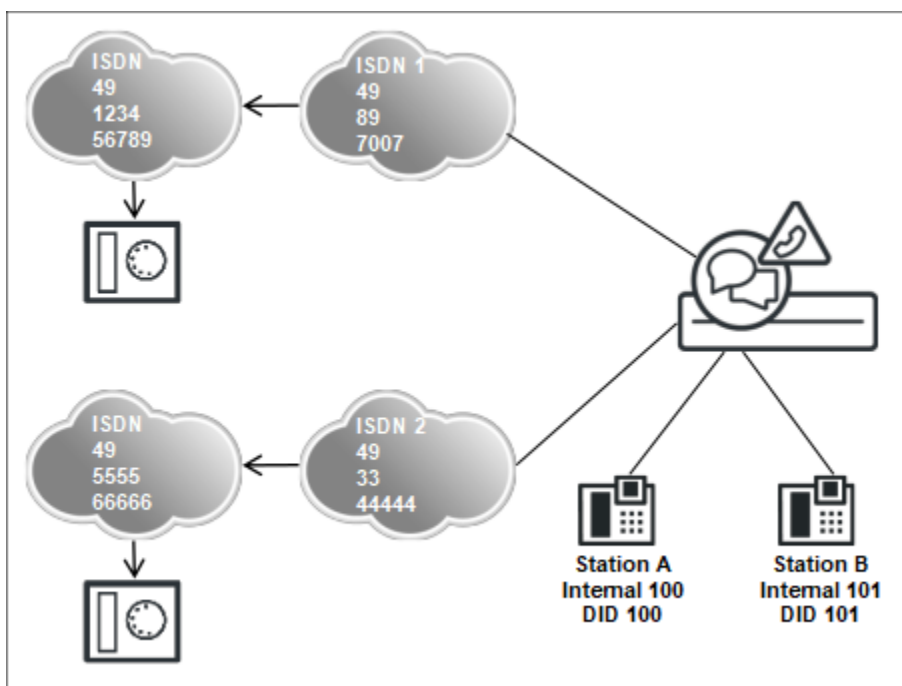 ISDN
49
1234
56789
ISDN 1
49
89
7007
ISDN
49
5555
66666
ISDN 2
49
33
44444
Station A
Internal 100
DID 100
Station B
Internal 101
DID 101